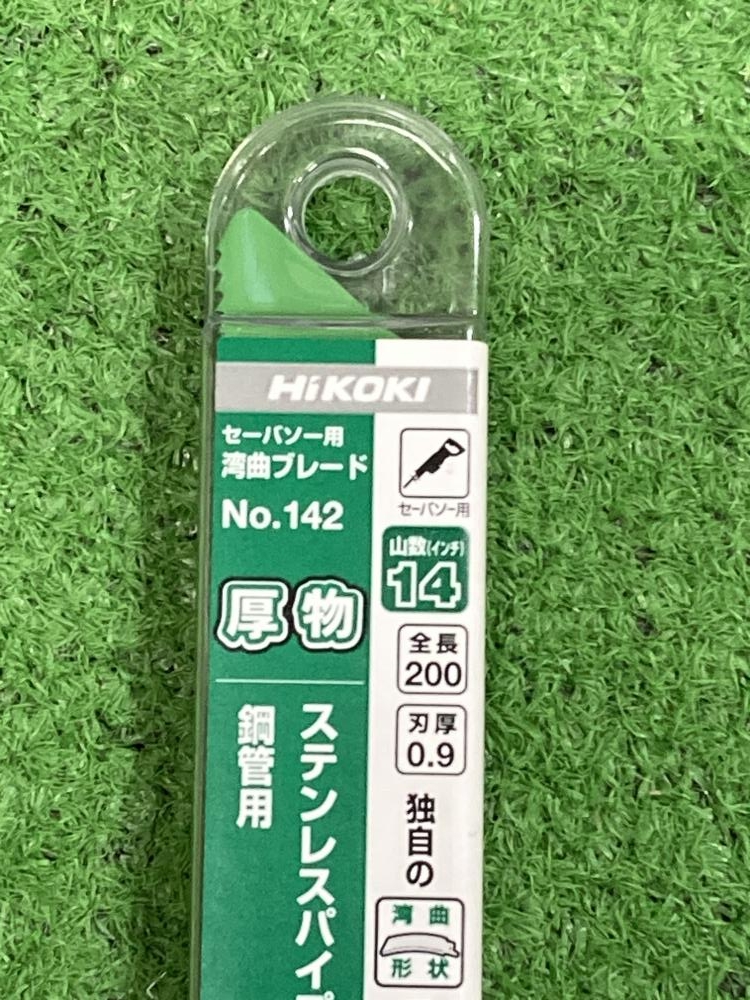 HiKOKI
セーバソー用
湾曲ブレード
No.142
厚物
ステンレスパイプ
鋼管用
セーバソー用
山数(インチ)
14
全長
200
刃厚
0.9
独自の
湾曲
形状